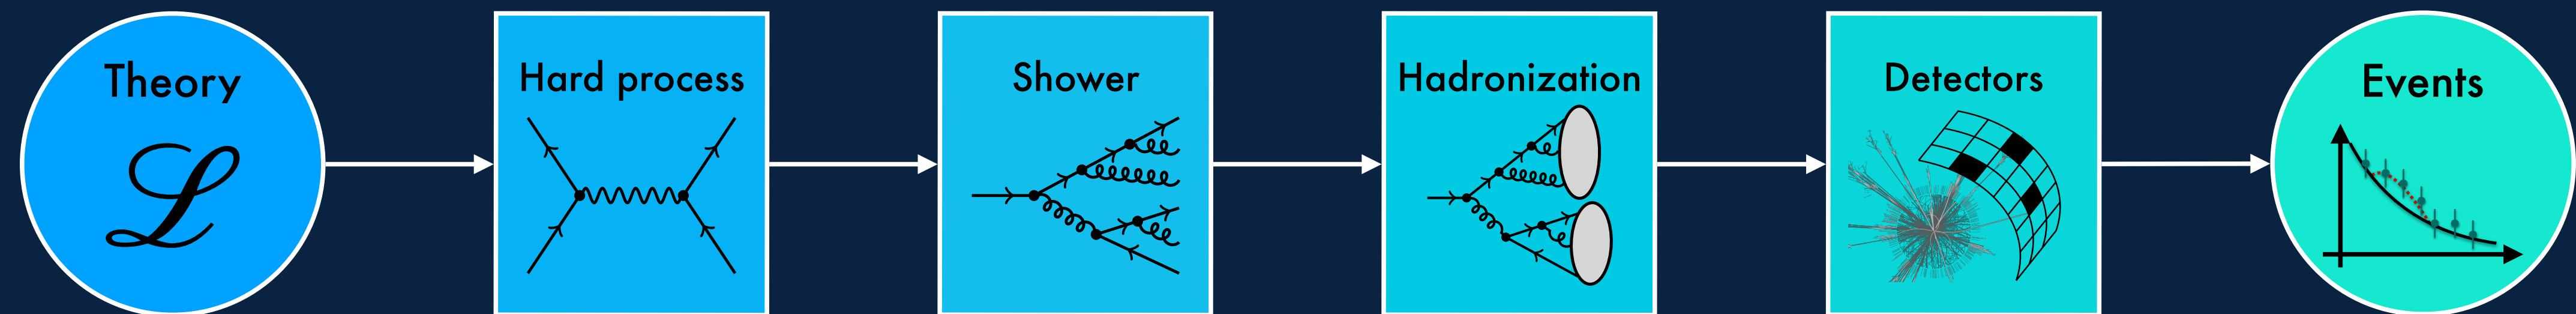 Theory
ℒ
Hard process
Shower
Hadronization
Detectors
Events